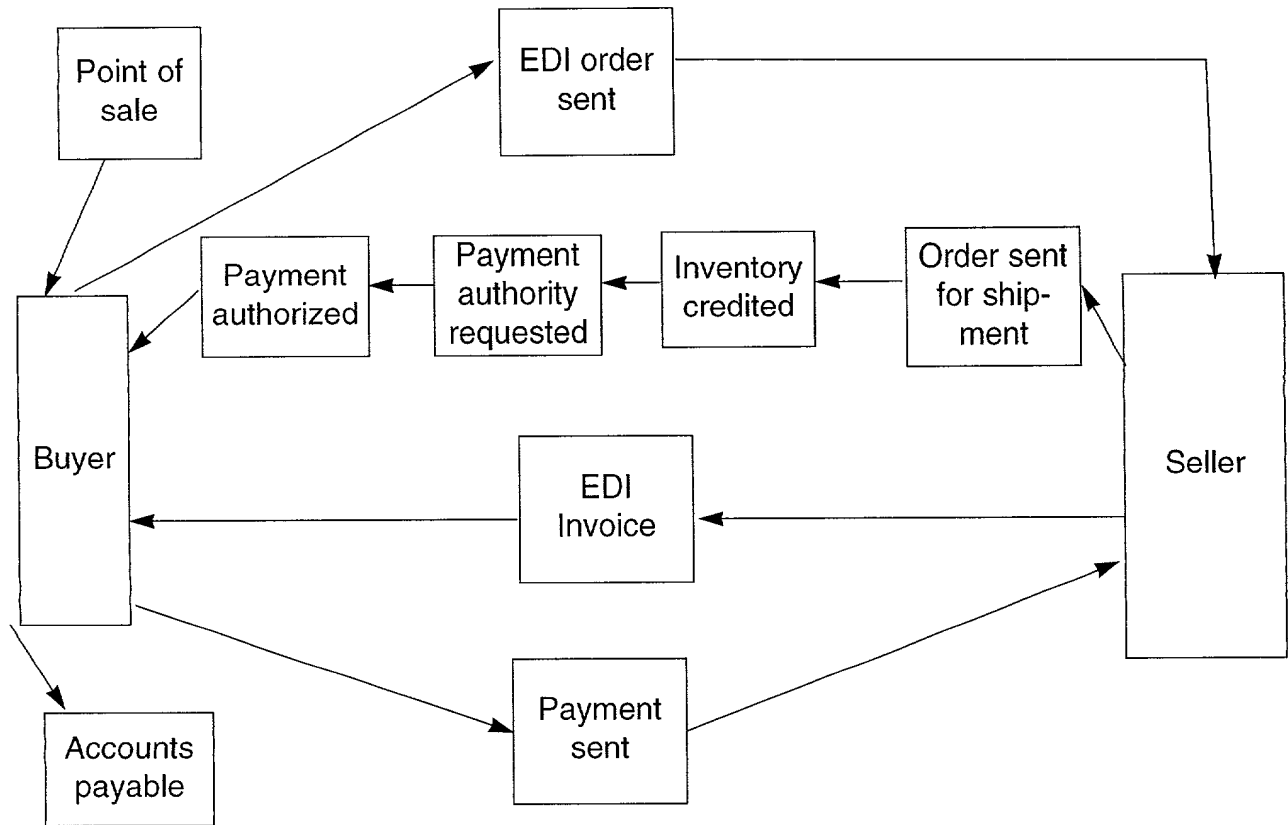 Point of
sale
EDI order
sent
Payment
authorized
Payment
authority
requested
Inventory
credited
Order sent
for ship-
ment
Buyer
EDI
Invoice
Seller
Payment
sent
Accounts
payable